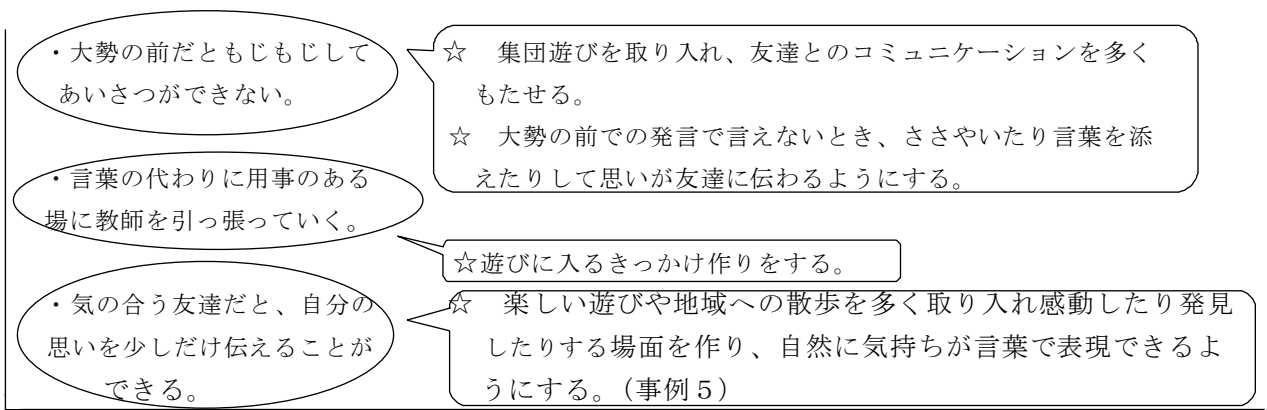 ・大勢の前だともじもじして
あいさつができない。
☆　集団遊びを取り入れ、友達とのコミュニケーションを多く
もたせる。
☆　大勢の前での発言で言えないとき、ささやいたり言葉を添
えたりして思いが友達に伝わるようにする。
・言葉の代わりに用事のある
場に教師を引っ張っていく。
☆遊びに入るきっかけ作りをする。
・気の合う友達だと、自分の
思いを少しだけ伝えることが
できる。
☆　楽しい遊びや地域への散歩を多く取り入れ感動したり発見
したりする場面を作り、自然に気持ちが言葉で表現できるよ
うにする。（事例５）